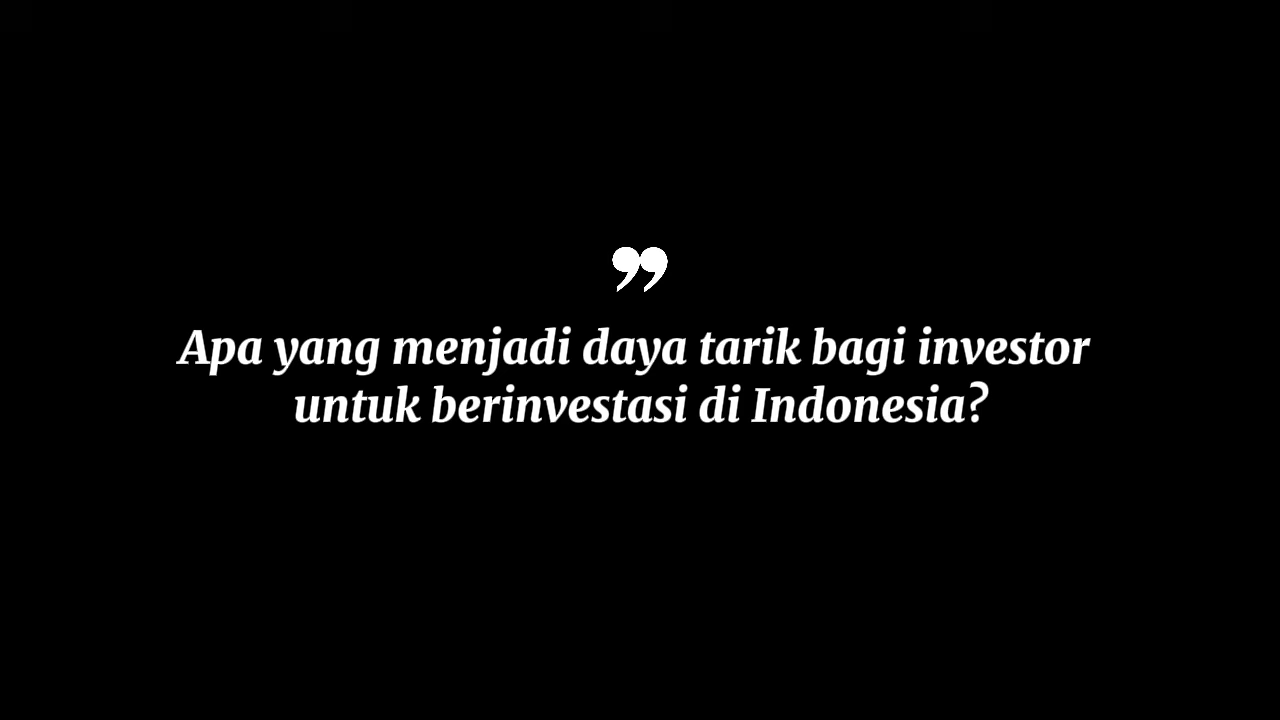 ”
Apa yang menjadi daya tarik bagi investor
untuk berinvestasi di Indonesia?